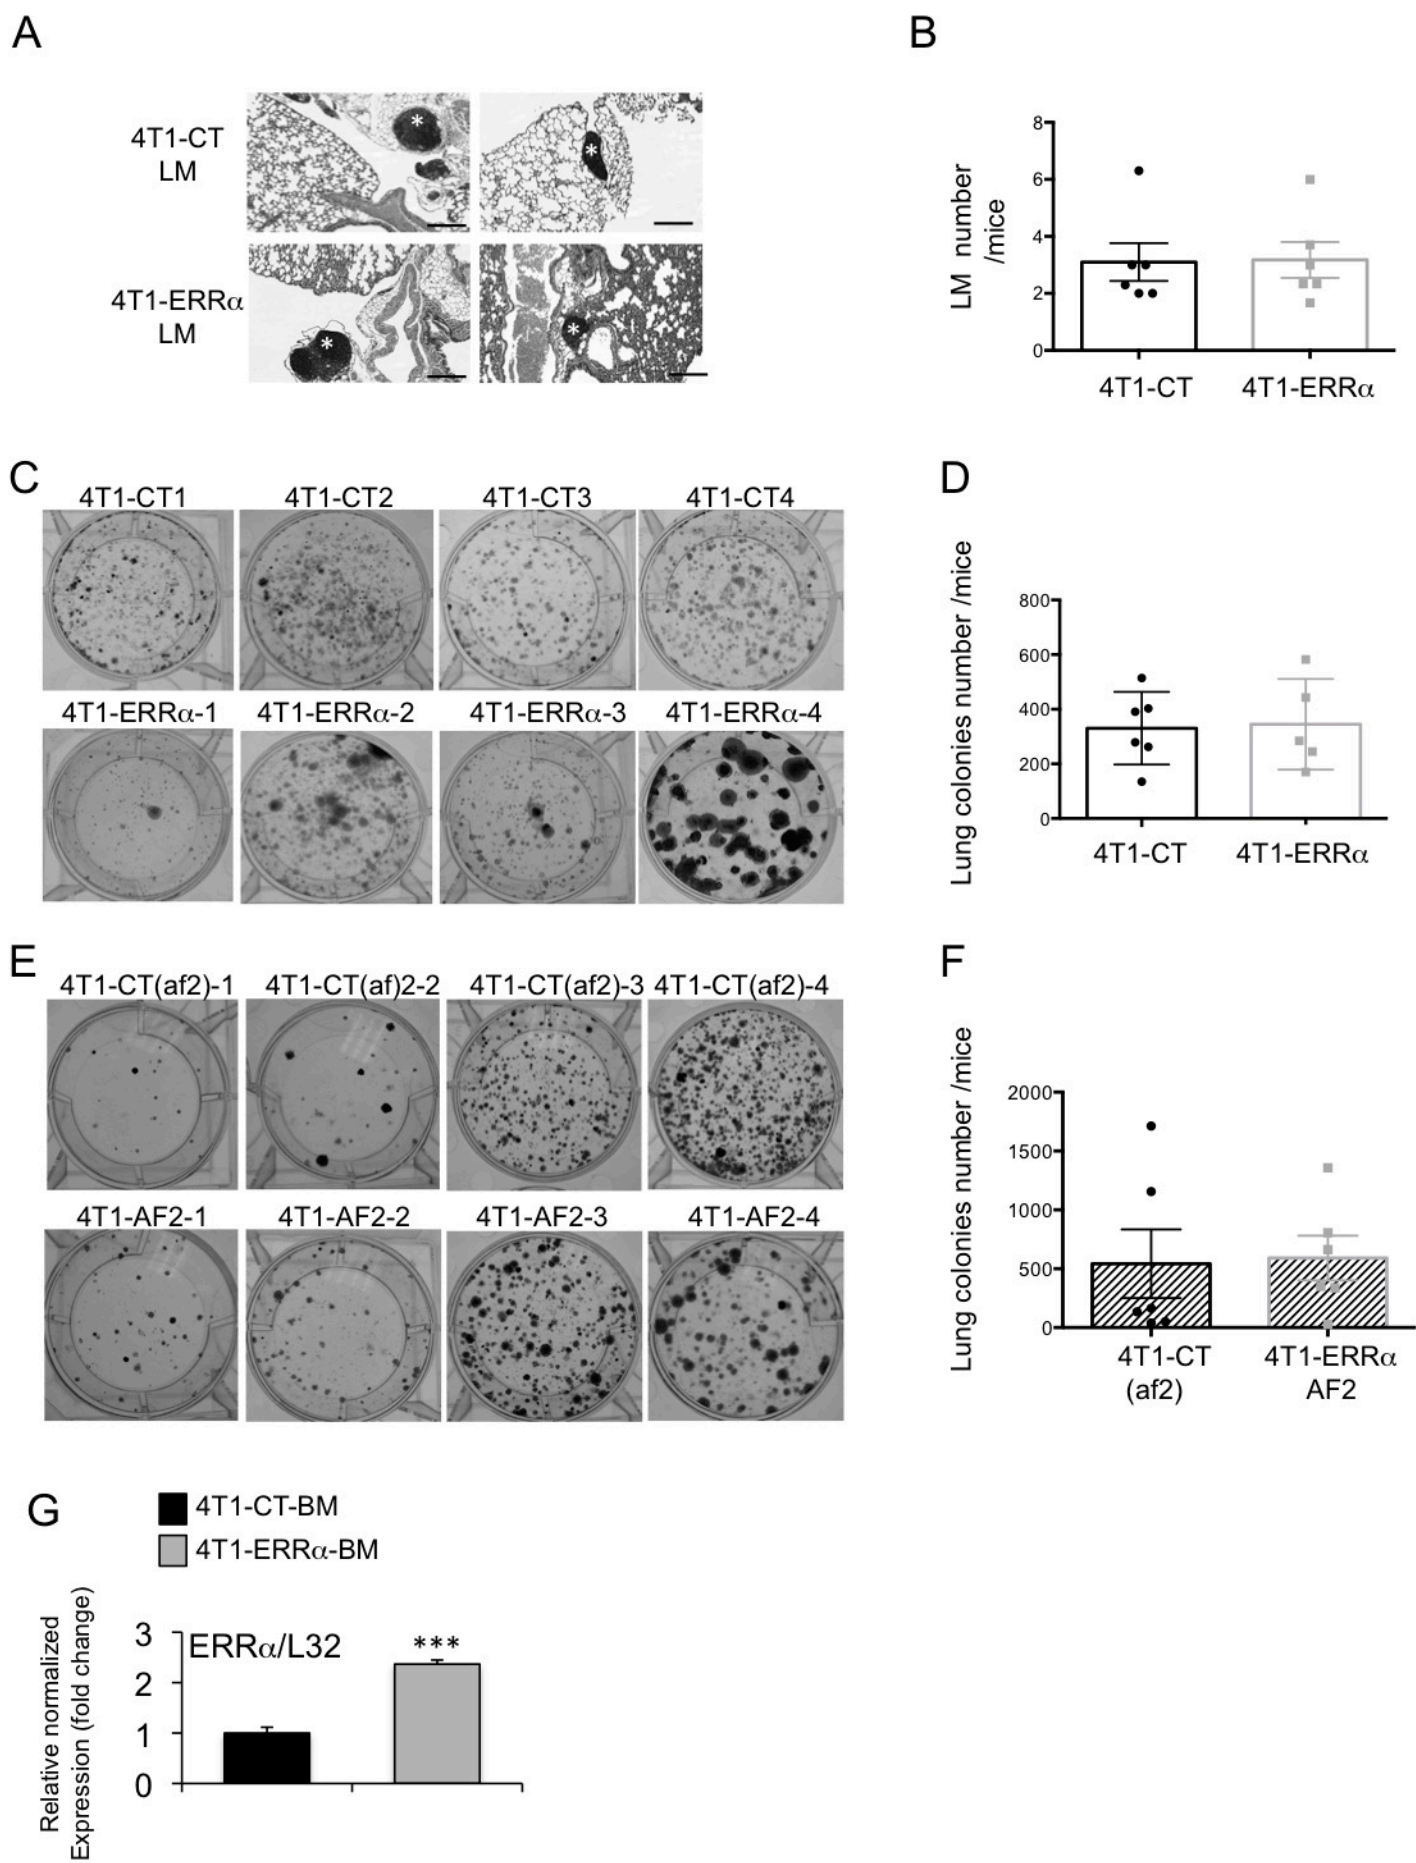 A
4T1-CT
LM
*
*
4T1-ERRα
LM
*
*
B
LM number
/mice
8
6
4
2
0
4T1-CT
4T1-ERRα
C
4T1-CT1
4T1-CT2
4T1-CT3
4T1-CT4
4T1-ERRα-1
4T1-ERRα-2
4T1-ERRα-3
4T1-ERRα-4
D
Lung colonies number /mice
800
600
400
200
0
4T1-CT
4T1-ERRα
E
4T1-CT(af2)-1
4T1-CT(af)2-2
4T1-CT(af2)-3
4T1-CT(af2)-4
4T1-AF2-1
4T1-AF2-2
4T1-AF2-3
4T1-AF2-4
F
Lung colonies number /mice
2000
1500
1000
500
0
4T1-CT
(af2)
4T1-ERRα
AF2
G
4T1-CT-BM
4T1-ERRα-BM
Relative normalized
Expression (fold change)
3
2
1
0
ERRα/L32
***